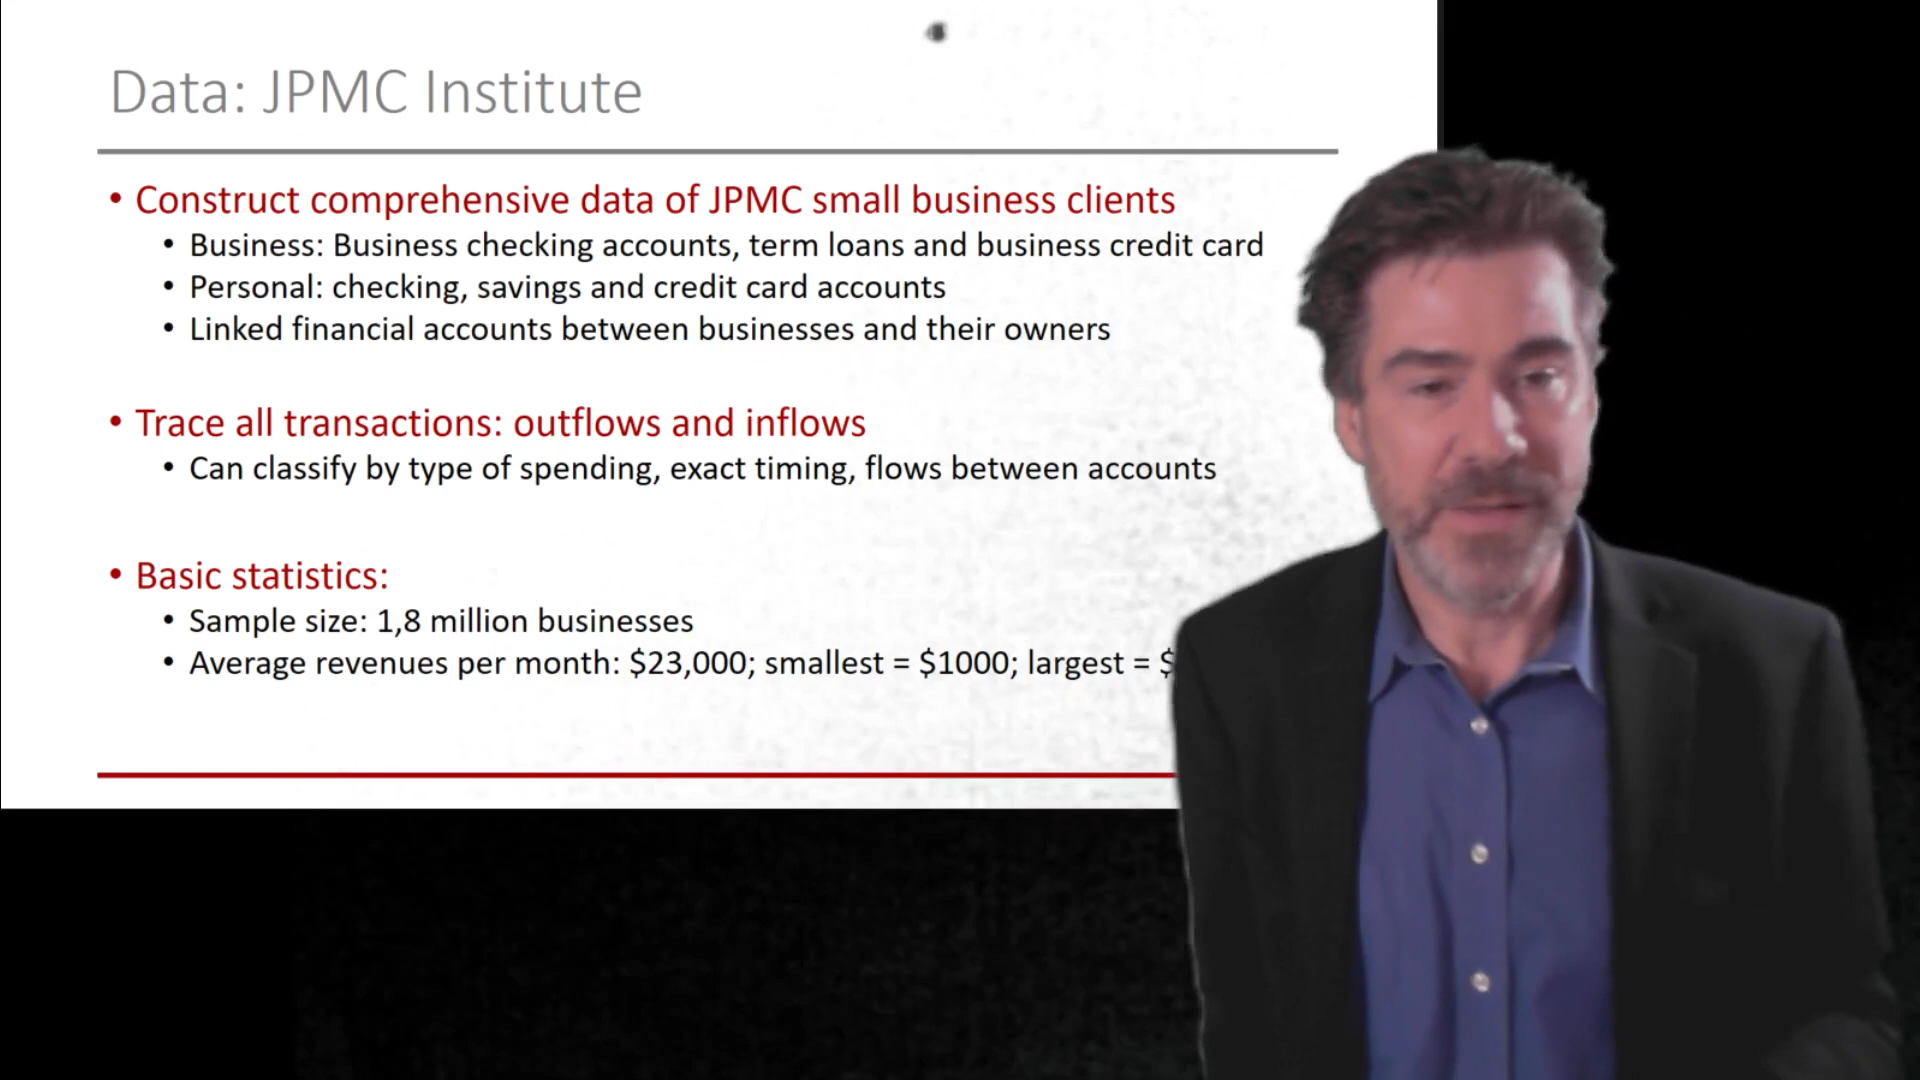 Data: JPMC Institute
• Construct comprehensive data of JPMC small business clients
• Business: Business checking accounts, term loans and business credit card
• Personal: checking, savings and credit card accounts
• Linked financial accounts between businesses and their owners
• Trace all transactions: outflows and inflows
• Can classify by type of spending, exact timing, flows between accounts
• Basic statistics:
• Sample size: 1,8 million businesses
• Average revenues per month: $23,000; smallest = $1000; largest = $